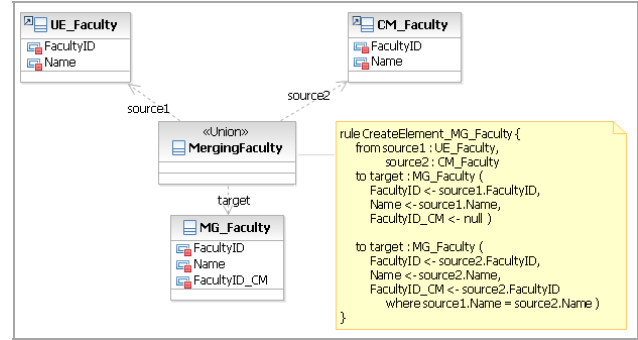 UE_Faculty
FacultyID
Name
CM_Faculty
FacultyID
Name
source1
source2
«Union»
MergingFaculty
target
MG_Faculty
FacultyID
Name
FacultyID_CM
rule CreateElement_MG_Faculty {
from source1 : UE_Faculty,
source2 : CM_Faculty
to target : MG_Faculty (
FacultyID <- source1.FacultyID,
Name <- source1.Name,
FacultyID_CM <- null )
to target : MG_Faculty (
FacultyID <- source2.FacultyID,
Name <- source2.Name,
FacultyID_CM <- source2.FacultyID
where source1.Name = source2.Name )
}